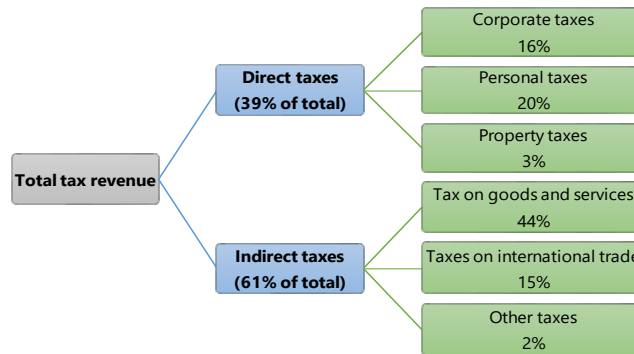 Total tax revenue
Direct taxes
(39% of total)
Corporate taxes
16%
Personal taxes
20%
Property taxes
3%
Indirect taxes
(61% of total)
Tax on goods and services
44%
Taxes on international trade
15%
Other taxes
2%